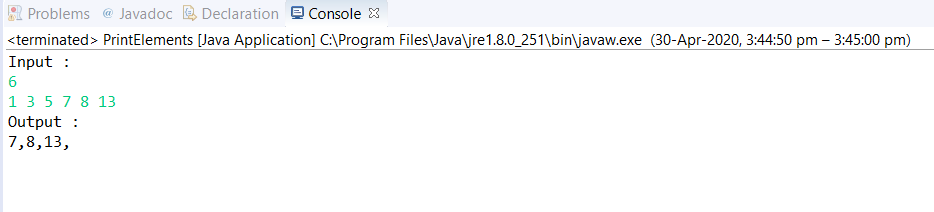 Problems @ Javadoc Declaration Console
<terminated> PrintElements [Java Application] C:\Program Files\Java\jre1.8.0_251\bin\javaw.exe (30-Apr-2020, 3:44:50 pm – 3:45:00 pm)
Input :
6
1 3 5 7 8 13
Output :
7,8,13,